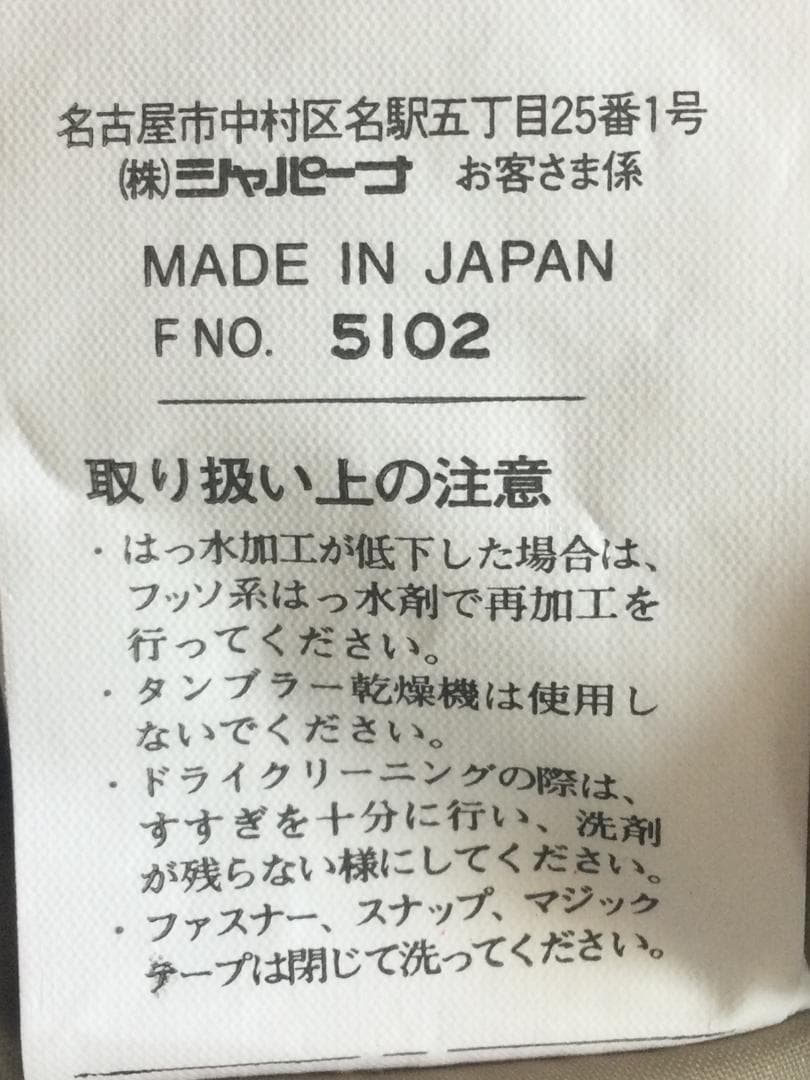 名古屋市中村区名駅五丁目25番1号
(株)ジャパーナ お客さま係
MADE IN JAPAN
F NO. 5102
取り扱い上の注意
・はっ水加工が低下した場合は、
フッソ系はっ水剤で再加工を
行ってください。
・タンブラー乾燥機は使用し
ないでください。
・ドライクリーニングの際は、
すすぎを十分に行い、洗剤
が残らない様にしてください。
・ファスナー、スナップ、マジック
テープは閉じて洗ってください。